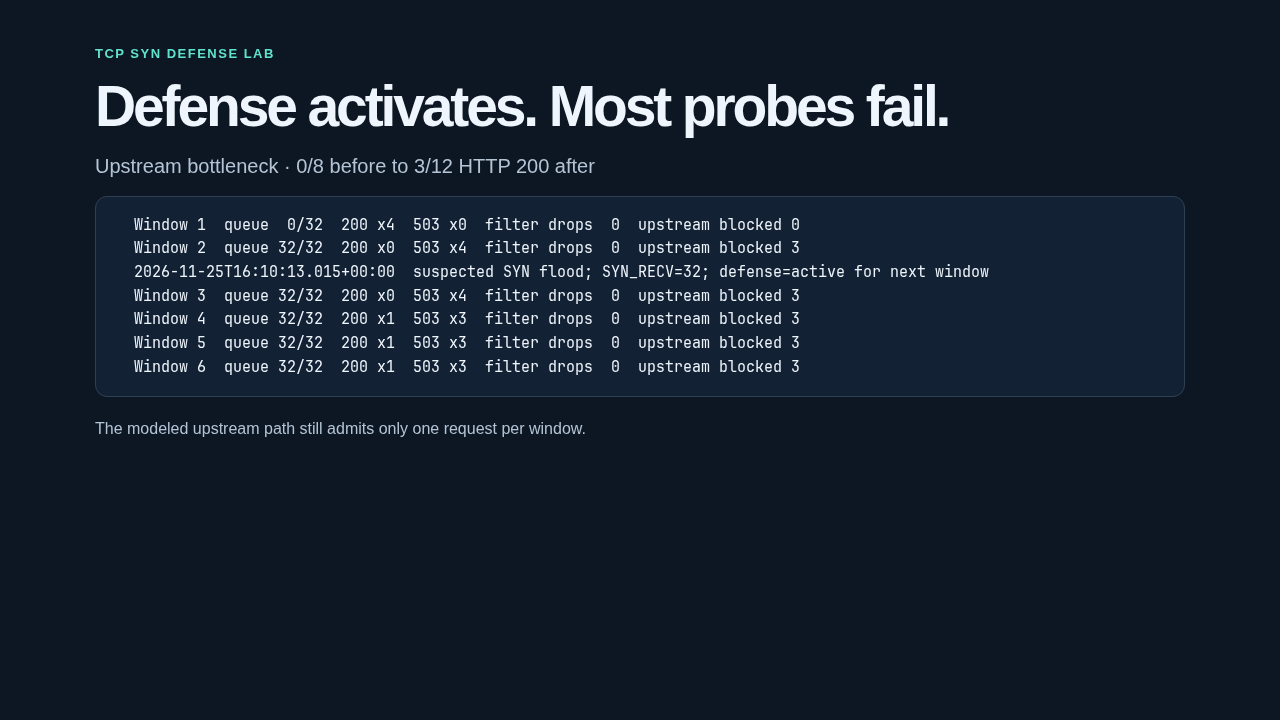 TCP SYN DEFENSE LAB
Defense activates. Most probes fail.
Upstream bottleneck · 0/8 before to 3/12 HTTP 200 after
Window 1  queue  0/32  200 x4  503 x0  filter drops  0  upstream blocked 0
Window 2  queue 32/32  200 x0  503 x4  filter drops  0  upstream blocked 3
2026-11-25T16:10:13.015+00:00  suspected SYN flood; SYN_RECV=32; defense=active for next window
Window 3  queue 32/32  200 x0  503 x4  filter drops  0  upstream blocked 3
Window 4  queue 32/32  200 x1  503 x3  filter drops  0  upstream blocked 3
Window 5  queue 32/32  200 x1  503 x3  filter drops  0  upstream blocked 3
Window 6  queue 32/32  200 x1  503 x3  filter drops  0  upstream blocked 3
The modeled upstream path still admits only one request per window.